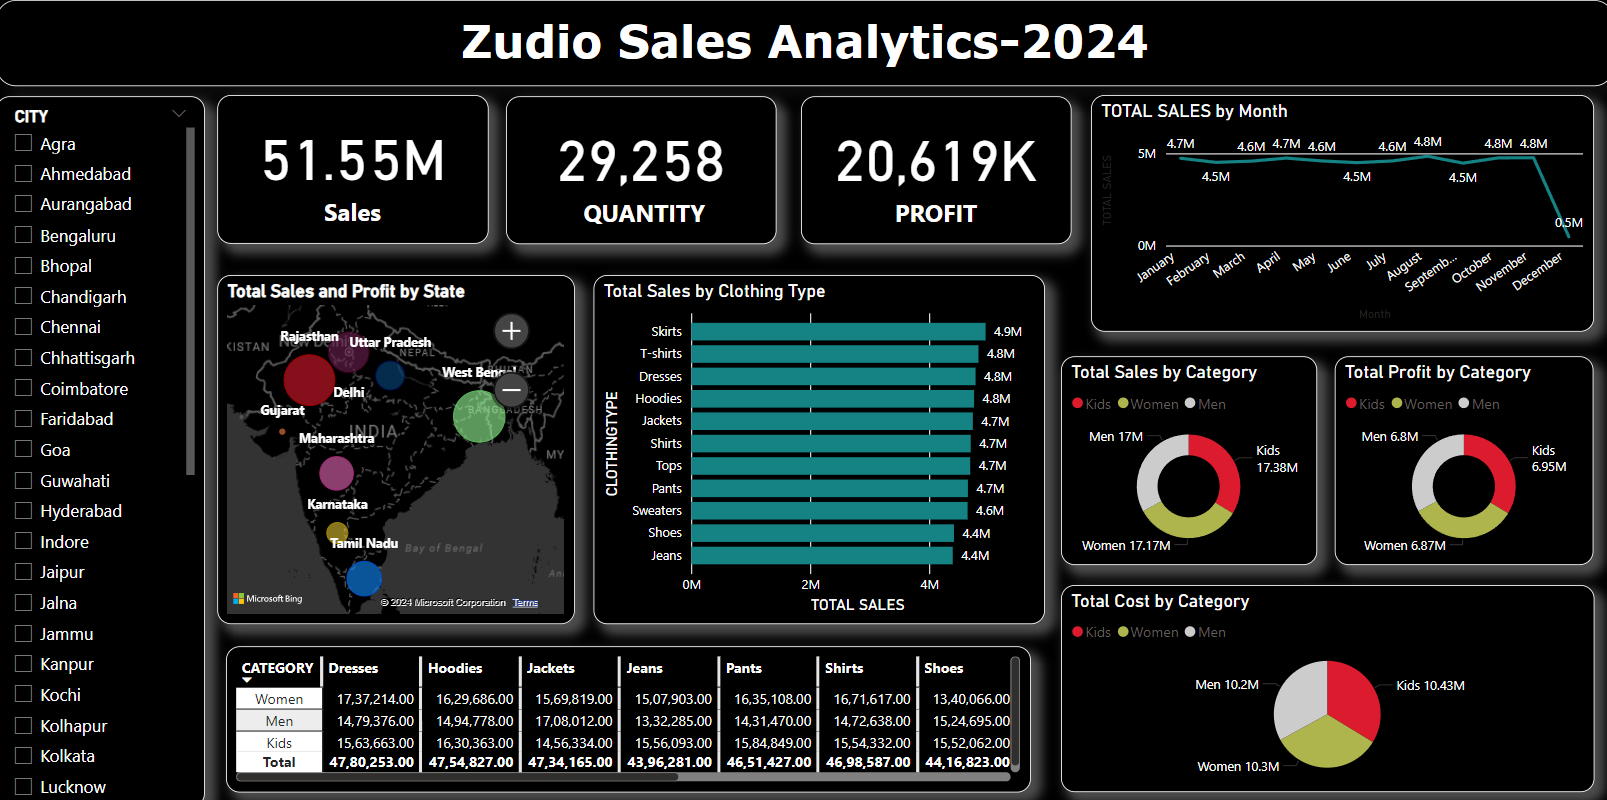 Zudio Sales Analytics-2024
CITY
Agra
Ahmedabad
Aurangabad
Bengaluru
Bhopal
Chandigarh
Chennai
Chhattisgarh
Coimbatore
Faridabad
Goa
Guwahati
Hyderabad
Indore
Jaipur
Jalna
Jammu
Kanpur
Kochi
Kolhapur
Kolkata
Lucknow
51.55M
Sales
29,258
QUANTITY
20,619K
PROFIT
TOTAL SALES by Month
TOTAL SALES
5M
0M
4.7M 4.5M 4.6M 4.7M 4.6M 4.5M 4.6M 4.8M 4.5M 4.8M 4.8M 0.5M
January February March April May June July August Septemb... October November December
Month
Total Sales and Profit by State
KISTAN
Rajasthan
Uttar Pradesh
NEPAL
Delhi
West Beng
BANGLADESH
Gujarat
INDIA
Maharashtra
MY
Karnataka
Tamil Nadu
Bay of Bengal
An
Microsoft Bing
© 2024 Microsoft Corporation Terms
Total Sales by Clothing Type
CLOTHINGTYPE
Skirts 4.9M
T-shirts 4.8M
Dresses 4.8M
Hoodies 4.8M
Jackets 4.7M
Shirts 4.7M
Tops 4.7M
Pants 4.7M
Sweaters 4.6M
Shoes 4.4M
Jeans 4.4M
0M 2M 4M
TOTAL SALES
Total Sales by Category
Kids Women Men
Men 17M
Kids
17.38M
Women 17.17M
Total Profit by Category
Kids Women Men
Men 6.8M
Kids
6.95M
Women 6.87M
CATEGORY Dresses Hoodies Jackets Jeans Pants Shirts Shoes
Women 17,37,214.00 16,29,686.00 15,69,819.00 15,07,903.00 16,35,108.00 16,71,617.00 13,40,066.00
Men 14,79,376.00 14,94,778.00 17,08,012.00 13,32,285.00 14,31,470.00 14,72,638.00 15,24,695.00
Kids 15,63,663.00 16,30,363.00 14,56,334.00 15,56,093.00 15,84,849.00 15,54,332.00 15,52,062.00
Total 47,80,253.00 47,54,827.00 47,34,165.00 43,96,281.00 46,51,427.00 46,98,587.00 44,16,823.00
Total Cost by Category
Kids Women Men
Men 10.2M
Kids 10.43M
Women 10.3M